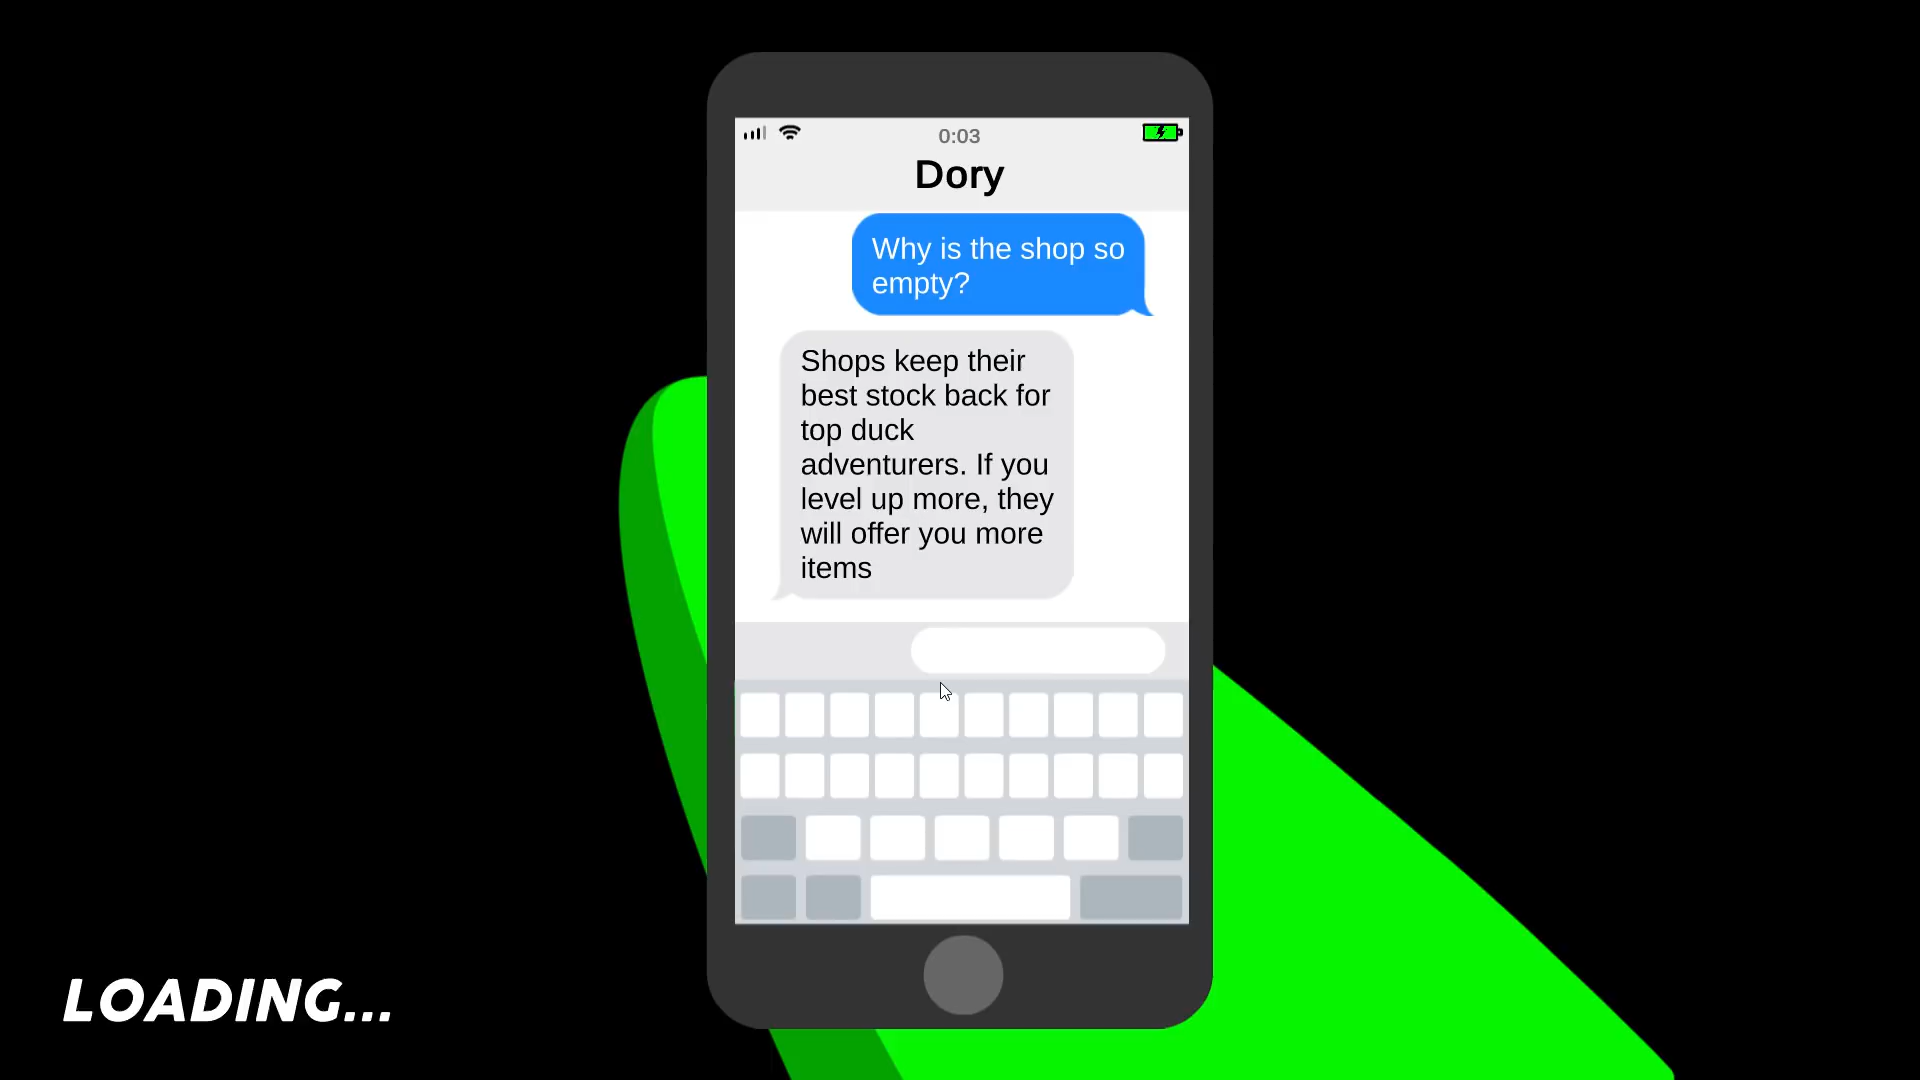 0:03
Dory
Why is the shop so
empty?
Shops keep their
best stock back for
top duck
adventurers. If you
level up more, they
will offer you more
items
LOADING...